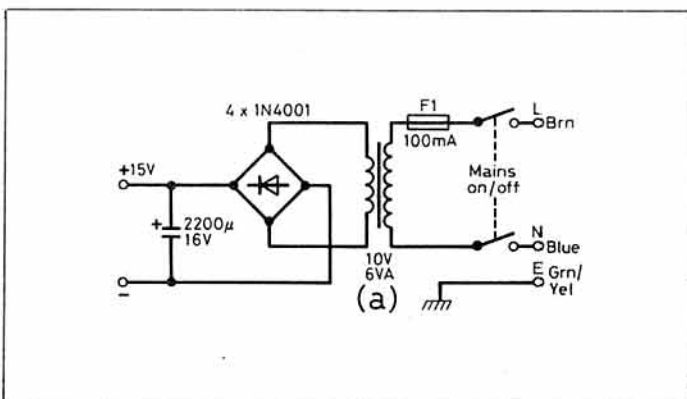 4 x 1N4001
F1
100mA
L
Brn
+15V
Mains
on/off
+
2200μ
16V
N
Blue
10V
6VA
E
Grn/
Yel
–
(a)